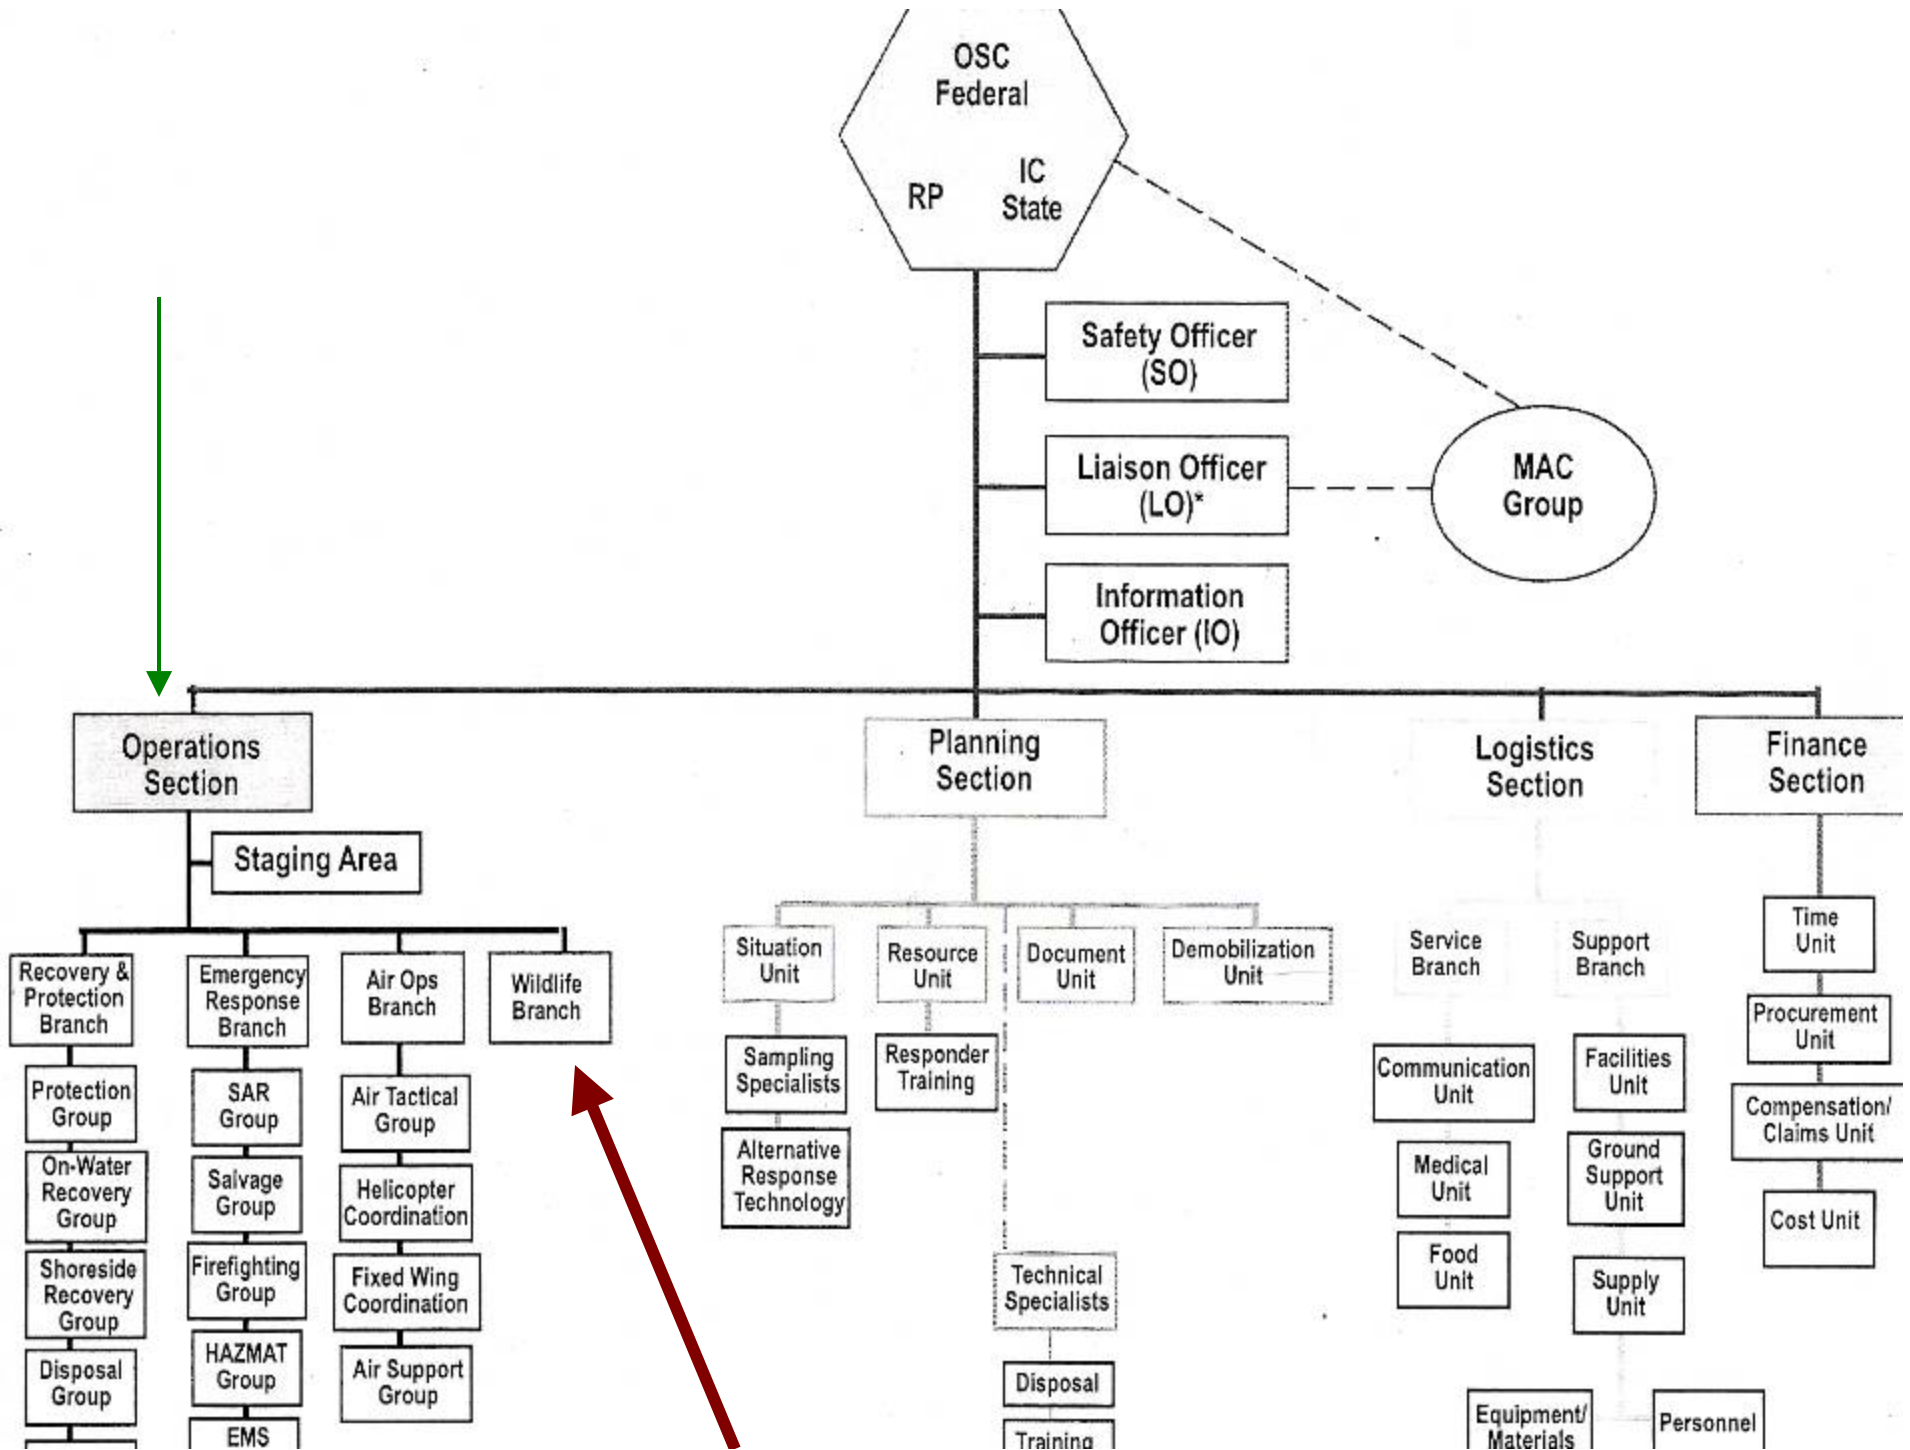 OSC
Federal
RP
IC
State
Safety Officer
(SO)
Liaison Officer
(LO)*
MAC
Group
Information
Officer (IO)
Operations
Section
Planning
Section
Logistics
Section
Finance
Section
Staging Area
Recovery &
Protection
Branch
Emergency
Response
Branch
Air Ops
Branch
Wildlife
Branch
Situation
Unit
Resource
Unit
Document
Unit
Demobilization
Unit
Service
Branch
Support
Branch
Time
Unit
Protection
Group
On-Water
Recovery
Group
Shoreside
Recovery
Group
Disposal
Group
SAR
Group
Salvage
Group
Firefighting
Group
HAZMAT
Group
EMS
Air Tactical
Group
Helicopter
Coordination
Fixed Wing
Coordination
Air Support
Group
Sampling
Specialists
Alternative
Response
Technology
Responder
Training
Technical
Specialists
Disposal
Training
Communication
Unit
Medical
Unit
Food
Unit
Facilities
Unit
Ground
Support
Unit
Supply
Unit
Equipment/
Materials
Personnel
Procurement
Unit
Compensation/
Claims Unit
Cost Unit